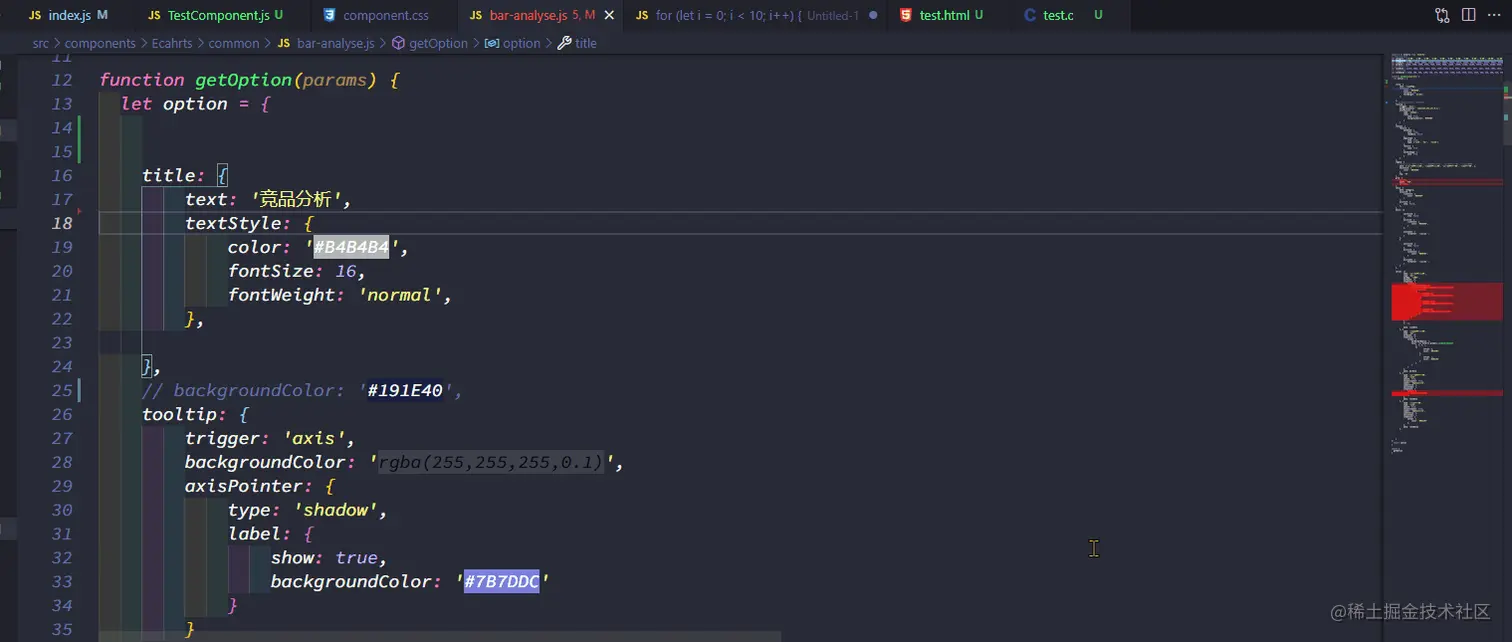 JS index.js M JS TestComponent.js U component.css JS bar-analyse.js 5, M × JS for (let i = 0; i < 10; i++) { Untitled-1 ● test.html U C test.c U
src > components > Ecahrts > common > JS bar-analyse.js > getOption > option > title
11
12 function getOption(params) {
13 let option = {
14
15
16 title: {
17 text: '竞品分析',
18 textStyle: {
19 color: '#B4B4B4',
20 fontSize: 16,
21 fontWeight: 'normal',
22 },
23
24 },
25 // backgroundColor: '#191E40',
26 tooltip: {
27 trigger: 'axis',
28 backgroundColor: 'rgba(255,255,255,0.1)',
29 axisPointer: {
30 type: 'shadow',
31 label: {
32 show: true,
33 backgroundColor: '#7B7DDC'
34 }
35 }
@稀土掘金技术社区